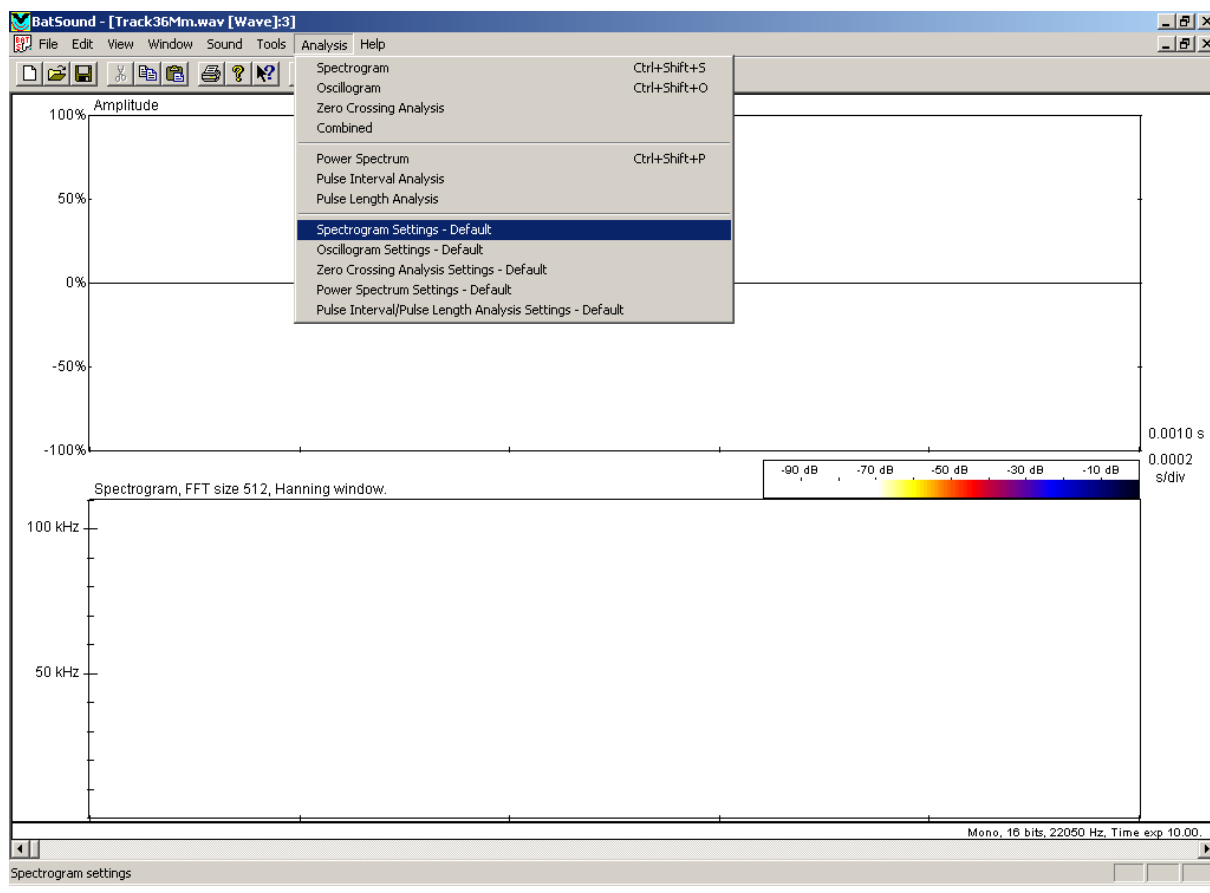 BatSound - [Track36Mm.wav [Wave]:3]
File Edit View Window Sound Tools Analysis Help
Spectrogram Ctrl+Shift+S
Oscillogram Ctrl+Shift+O
Zero Crossing Analysis
Combined
Power Spectrum Ctrl+Shift+P
Pulse Interval Analysis
Pulse Length Analysis
Spectrogram Settings - Default
Oscillogram Settings - Default
Zero Crossing Analysis Settings - Default
Power Spectrum Settings - Default
Pulse Interval/Pulse Length Analysis Settings - Default
Amplitude
100%
50%
0%
-50%
-100%
0.0010 s
0.0002
s/div
-90 dB -70 dB -50 dB -30 dB -10 dB
Spectrogram, FFT size 512, Hanning window.
100 kHz
50 kHz
Mono, 16 bits, 22050 Hz, Time exp 10.00.
Spectrogram settings